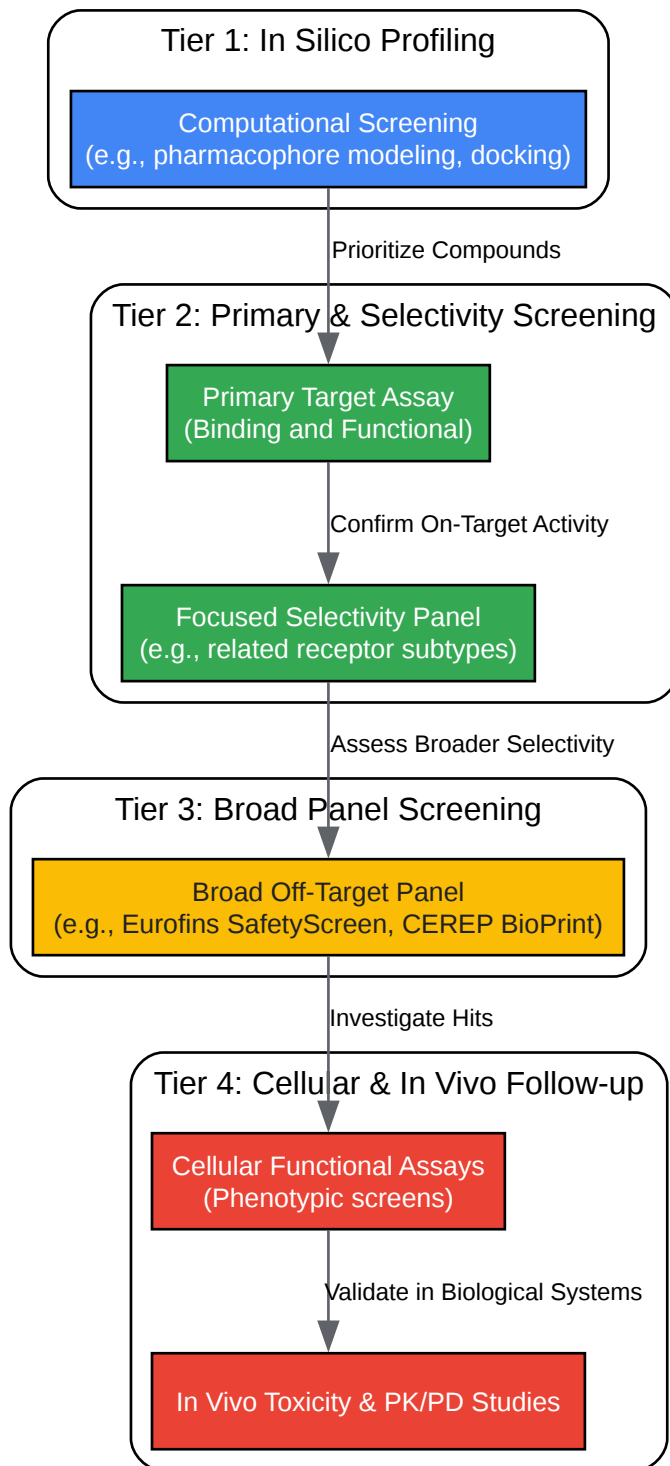 Tier 1: In Silico Profiling
Computational Screening
(e.g., pharmacophore modeling, docking)
Prioritize Compounds
Tier 2: Primary & Selectivity Screening
Primary Target Assay
(Binding and Functional)
Confirm On-Target Activity
Focused Selectivity Panel
(e.g., related receptor subtypes)
Assess Broader Selectivity
Tier 3: Broad Panel Screening
Broad Off-Target Panel
(e.g., Eurofins SafetyScreen, CEREP BioPrint)
Investigate Hits
Tier 4: Cellular & In Vivo Follow-up
Cellular Functional Assays
(Phenotypic screens)
Validate in Biological Systems
In Vivo Toxicity & PK/PD Studies